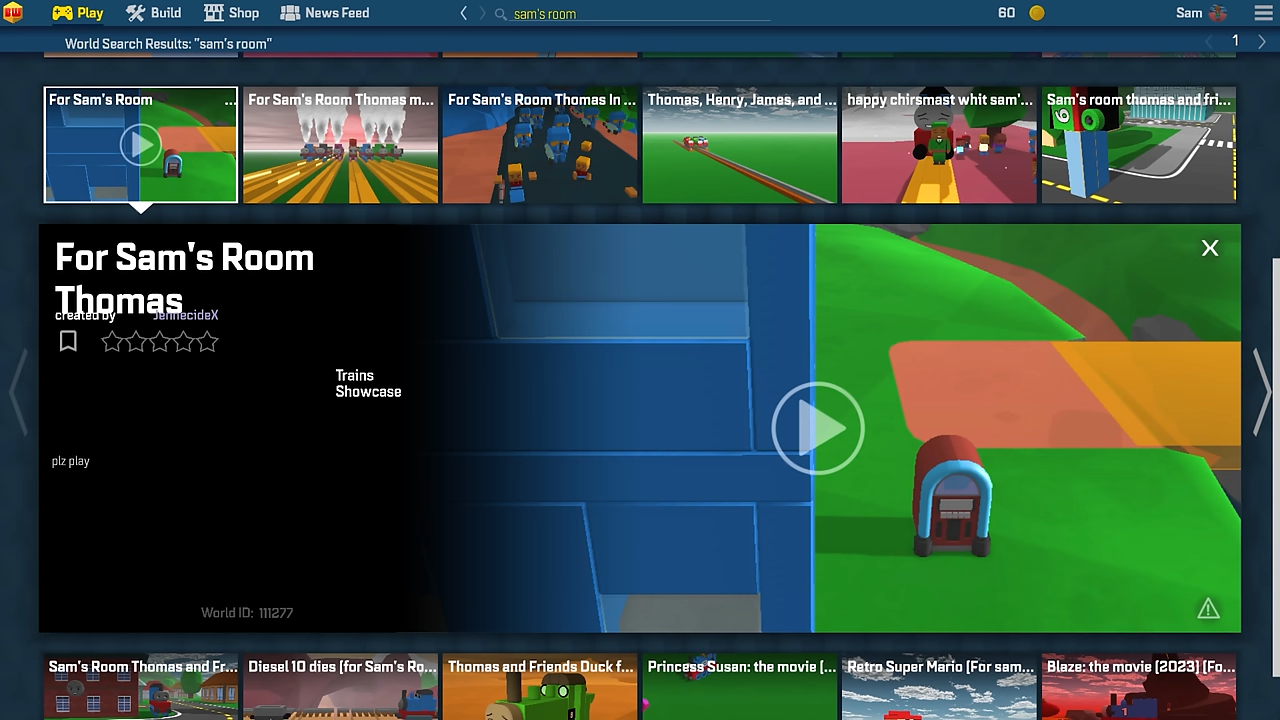 BW
Play
Build
Shop
News Feed
sam's room
60
Sam
World Search Results: "sam's room"
1
For Sam's Room ...
For Sam's Room Thomas m...
For Sam's Room Thomas In ...
Thomas, Henry, James, and ...
happy chirsmast whit sam'...
Sam's room thomas and fri...
6
For Sam's Room
Thomas
created by JennecideX
X
Trains
Showcase
plz play
World ID: 111277
Sam's Room Thomas and Fr...
Diesel 10 dies (for Sam's Ro...
Thomas and Friends Duck f...
Princess Susan: the movie (...
Retro Super Mario (For sam...
Blaze: the movie (2023) (Fo...